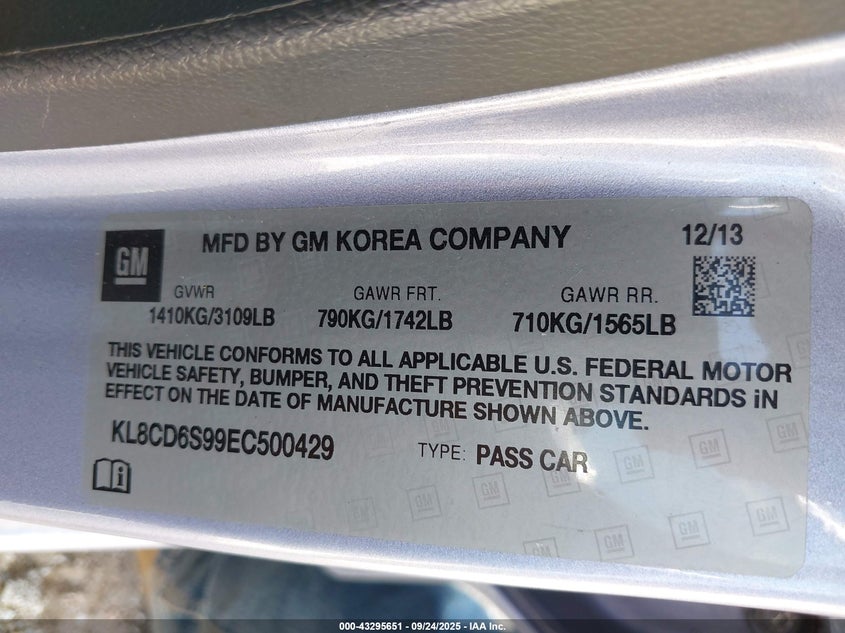 GM
MFD BY GM KOREA COMPANY
12/13
GVWR GAWR FRT. GAWR RR.
1410KG/3109LB 790KG/1742LB 710KG/1565LB
THIS VEHICLE CONFORMS TO ALL APPLICABLE U.S. FEDERAL MOTOR
VEHICLE SAFETY, BUMPER, AND THEFT PREVENTION STANDARDS iN
EFFECT ON THE DATE OF MANUFACTURE SHOWN ABOVE.
KL8CD6S99EC500429 TYPE: PASS CAR
000-43295651 - 09/24/2025 - IAA Inc.